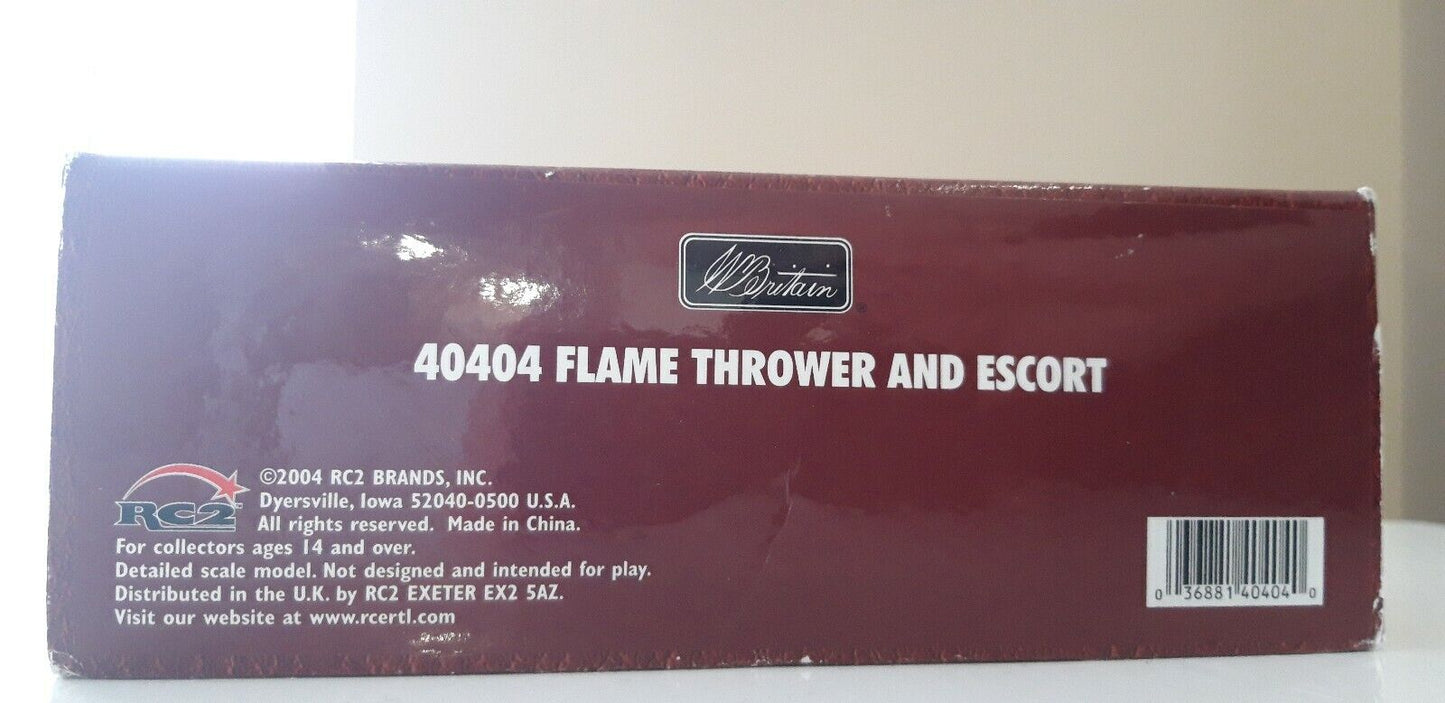 W Britain
®
40404 FLAME THROWER AND ESCORT
RC2™
©2004 RC2 BRANDS, INC.
Dyersville, Iowa 52040-0500 U.S.A.
All rights reserved. Made in China.
For collectors ages 14 and over.
Detailed scale model. Not designed and intended for play.
Distributed in the U.K. by RC2 EXETER EX2 5AZ.
Visit our website at www.rcertl.com
0 36881 40404 0